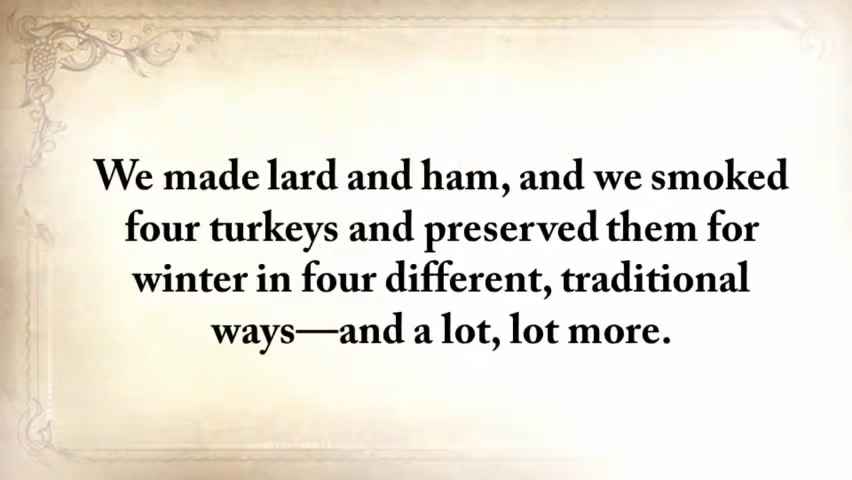 We made lard and ham, and we smoked
four turkeys and preserved them for
winter in four different, traditional
ways—and a lot, lot more.